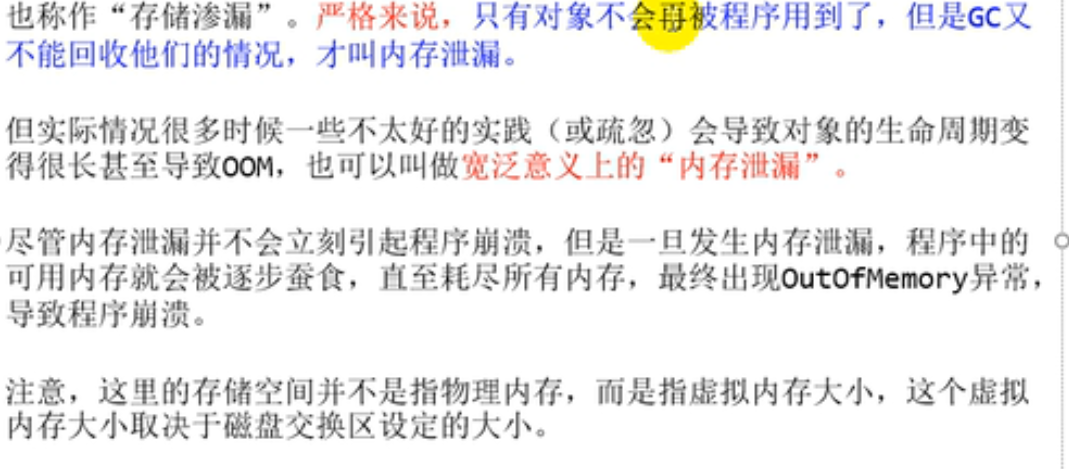 也称作“存储渗漏”。严格来说，只有对象不会再被程序用到了，但是GC又
不能回收他们的情况，才叫内存泄漏。
但实际情况很多时候一些不太好的实践（或疏忽）会导致对象的生命周期变
得很长甚至导致OOM，也可以叫做宽泛意义上的“内存泄漏”。
尽管内存泄漏并不会立刻引起程序崩溃，但是一旦发生内存泄漏，程序中的
可用内存就会被逐步蚕食，直至耗尽所有内存，最终出现OutOfMemory异常，
导致程序崩溃。
注意，这里的存储空间并不是指物理内存，而是指虚拟内存大小，这个虚拟
内存大小取决于磁盘交换区设定的大小。